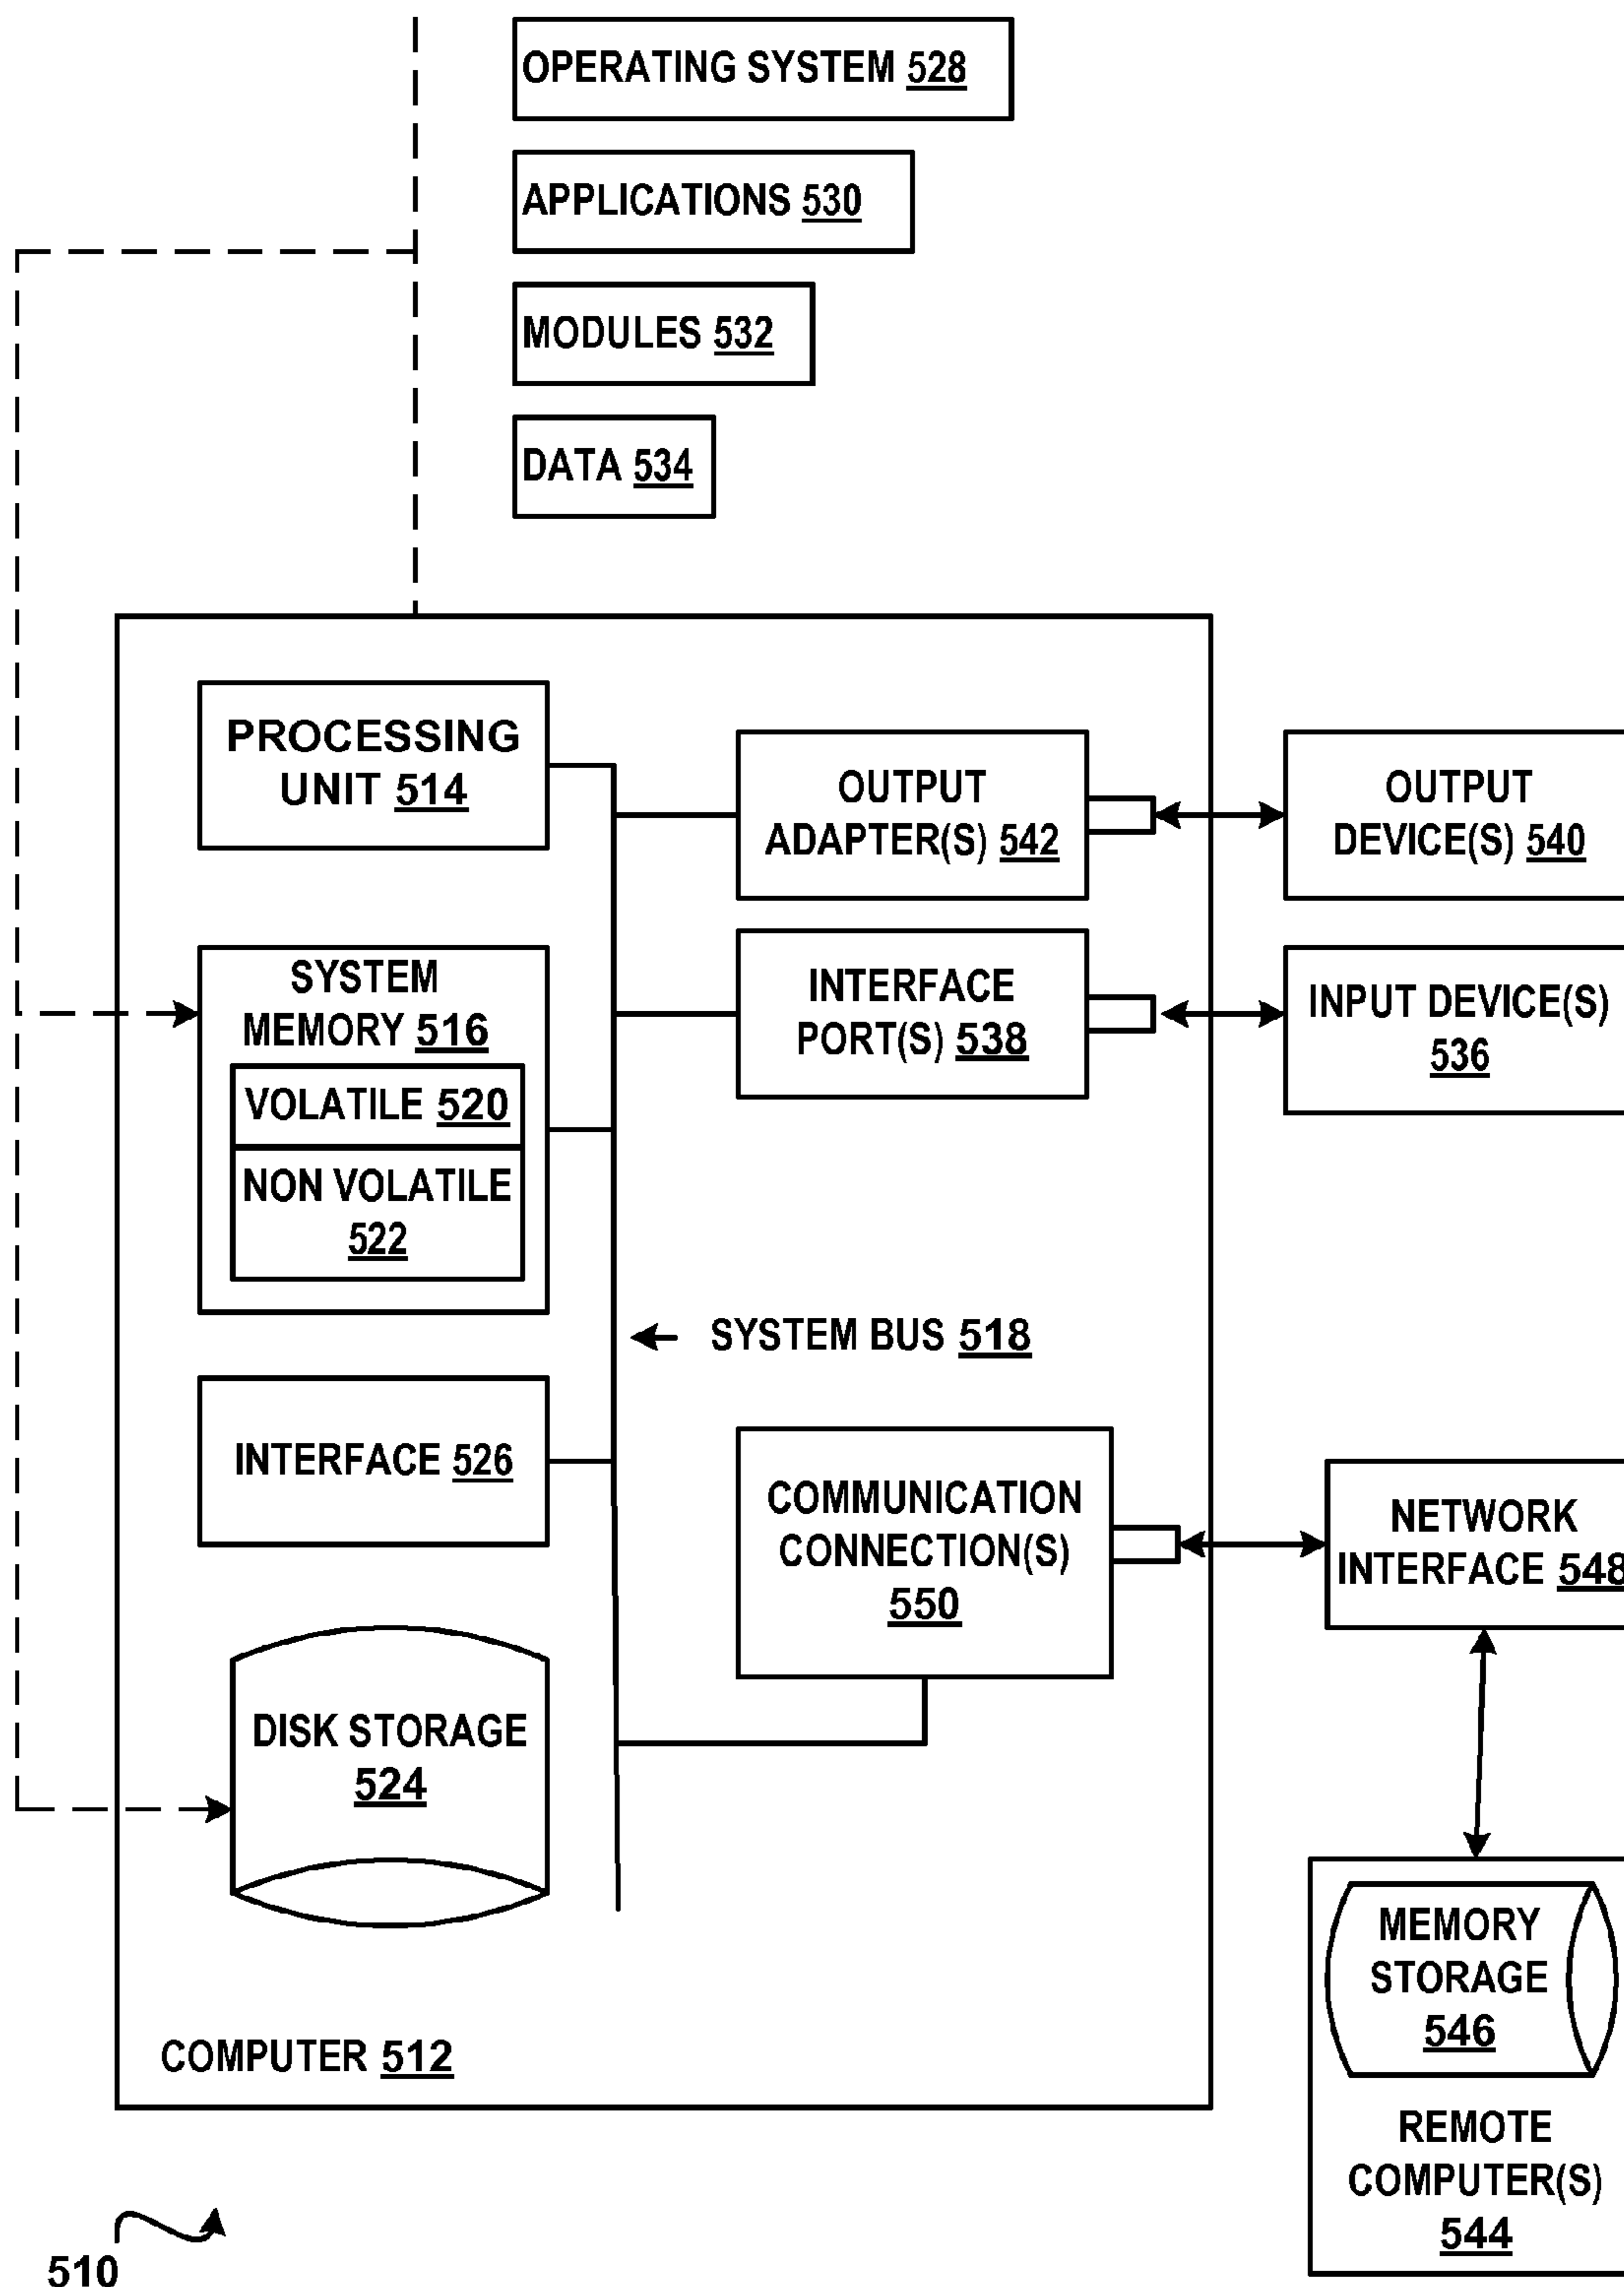 OPERATING SYSTEM 528
APPLICATIONS 530
MODULES 532
DATA 534
PROCESSING
UNIT 514
OUTPUT
ADAPTER(S) 542
OUTPUT
DEVICE(S) 540
SYSTEM
MEMORY 516
VOLATILE 520
NON VOLATILE
522
INTERFACE
PORT(S) 538
INPUT DEVICE(S)
536
SYSTEM BUS 518
INTERFACE 526
COMMUNICATION
CONNECTION(S)
550
NETWORK
INTERFACE 548
DISK STORAGE
524
MEMORY
STORAGE
546
REMOTE
COMPUTER(S)
544
COMPUTER 512
510